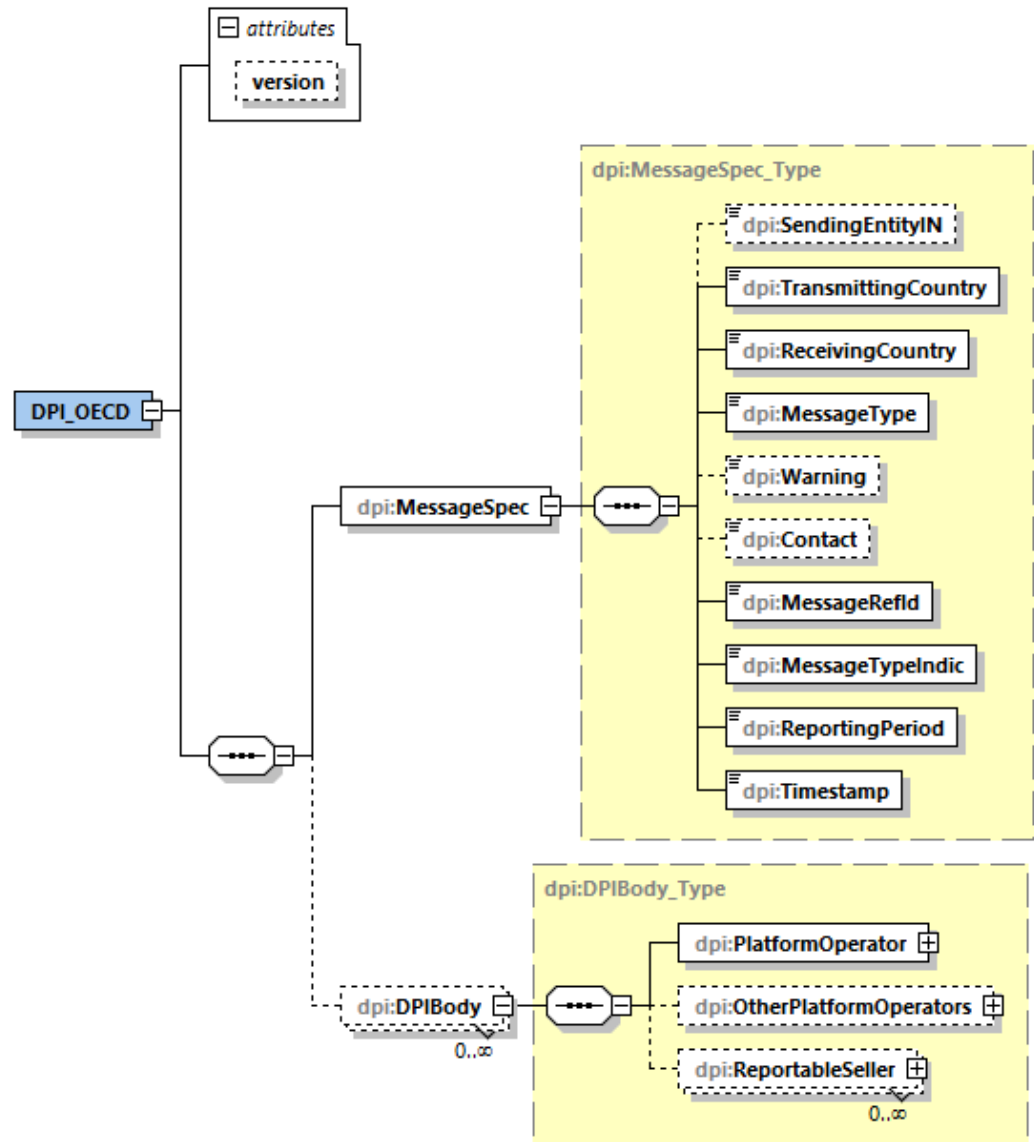 attributes
version
dpi:MessageSpec_Type
dpi:SendingEntityIN
dpi:TransmittingCountry
dpi:ReceivingCountry
DPI_OECD
dpi:MessageType
dpi:Warning
dpi:MessageSpec
dpi:Contact
dpi:MessageRefId
dpi:MessageTypeIndic
dpi:ReportingPeriod
dpi:Timestamp
dpi:DPIBody_Type
dpi:PlatformOperator
dpi:DPIBody
0..∞
dpi:OtherPlatformOperators
dpi:ReportableSeller
0..∞